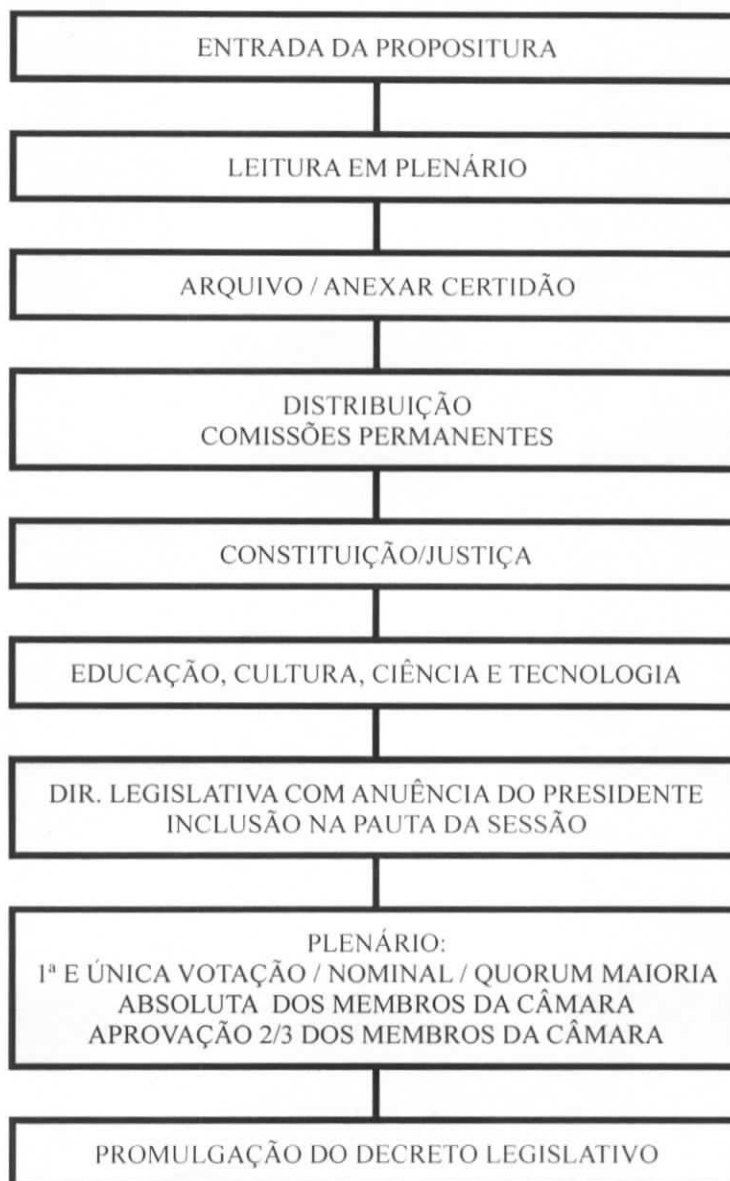 ENTRADA DA PROPOSITURA
LEITURA EM PLENÁRIO
ARQUIVO / ANEXAR CERTIDÃO
DISTRIBUIÇÃO
COMISSÕES PERMANENTES
CONSTITUIÇÃO/JUSTIÇA
EDUCAÇÃO, CULTURA, CIÊNCIA E TECNOLOGIA
DIR. LEGISLATIVA COM ANUÊNCIA DO PRESIDENTE
INCLUSÃO NA PAUTA DA SESSÃO
PLENÁRIO:
1ª E ÚNICA VOTAÇÃO / NOMINAL / QUORUM MAIORIA
ABSOLUTA DOS MEMBROS DA CÂMARA
APROVAÇÃO 2/3 DOS MEMBROS DA CÂMARA
PROMULGAÇÃO DO DECRETO LEGISLATIVO